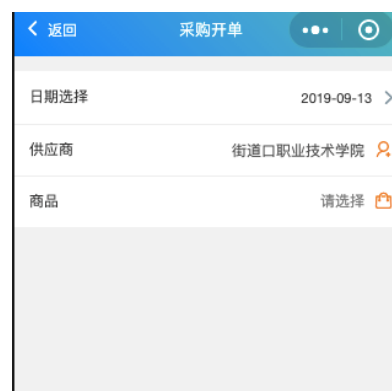 返回 采购开单
日期选择 2019-09-13
供应商 街道口职业技术学院
商品 请选择